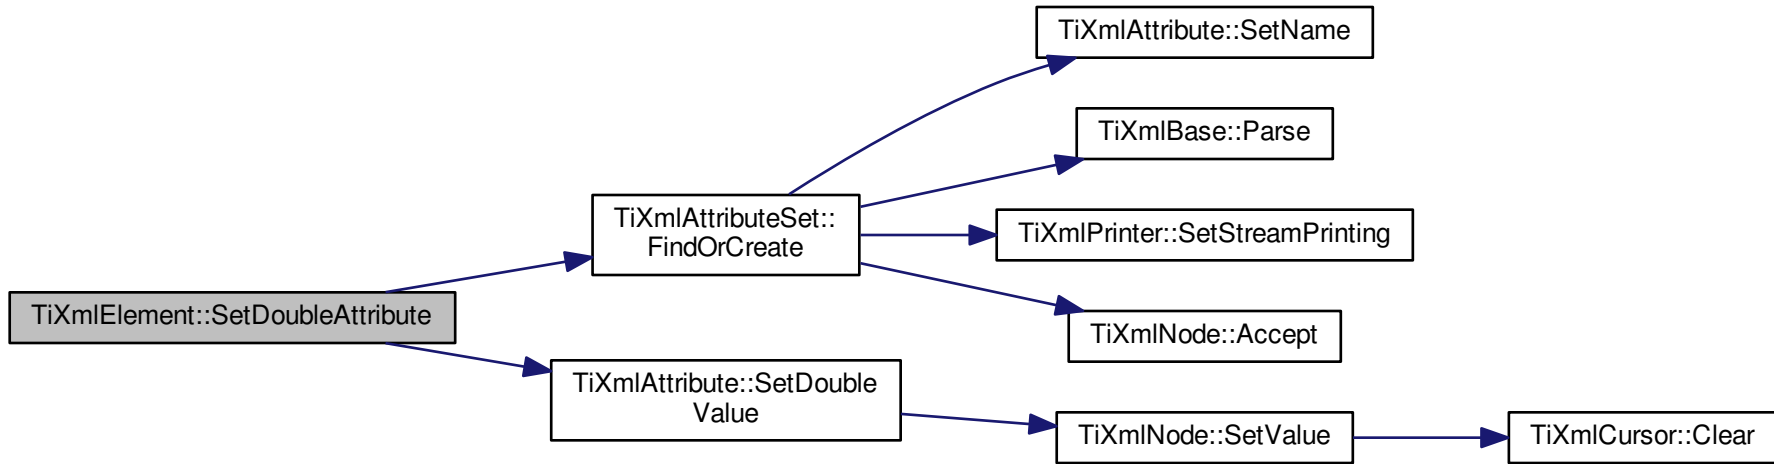 TiXmlAttribute::SetName
TiXmlBase::Parse
TiXmlAttributeSet::
FindOrCreate
TiXmlPrinter::SetStreamPrinting
TiXmlElement::SetDoubleAttribute
TiXmlNode::Accept
TiXmlAttribute::SetDouble
Value
TiXmlNode::SetValue
TiXmlCursor::Clear